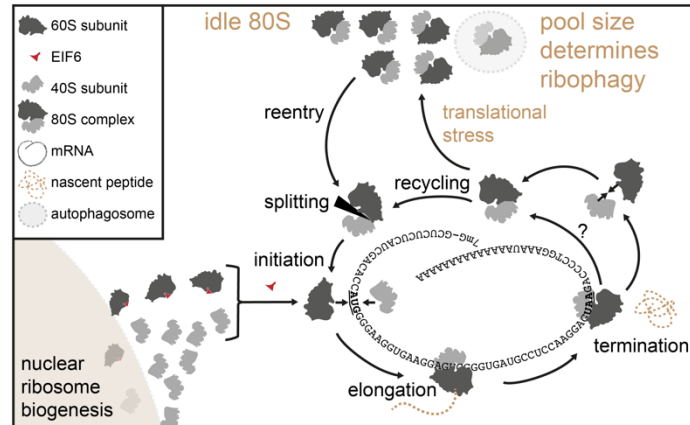 60S subunit
EIF6
40S subunit
80S complex
mRNA
nascent peptide
autophagosome
idle 80S
pool size
determines
ribophagy
reentry
translational
stress
recycling
splitting
?
initiation
termination
elongation
nuclear
ribosome
biogenesis